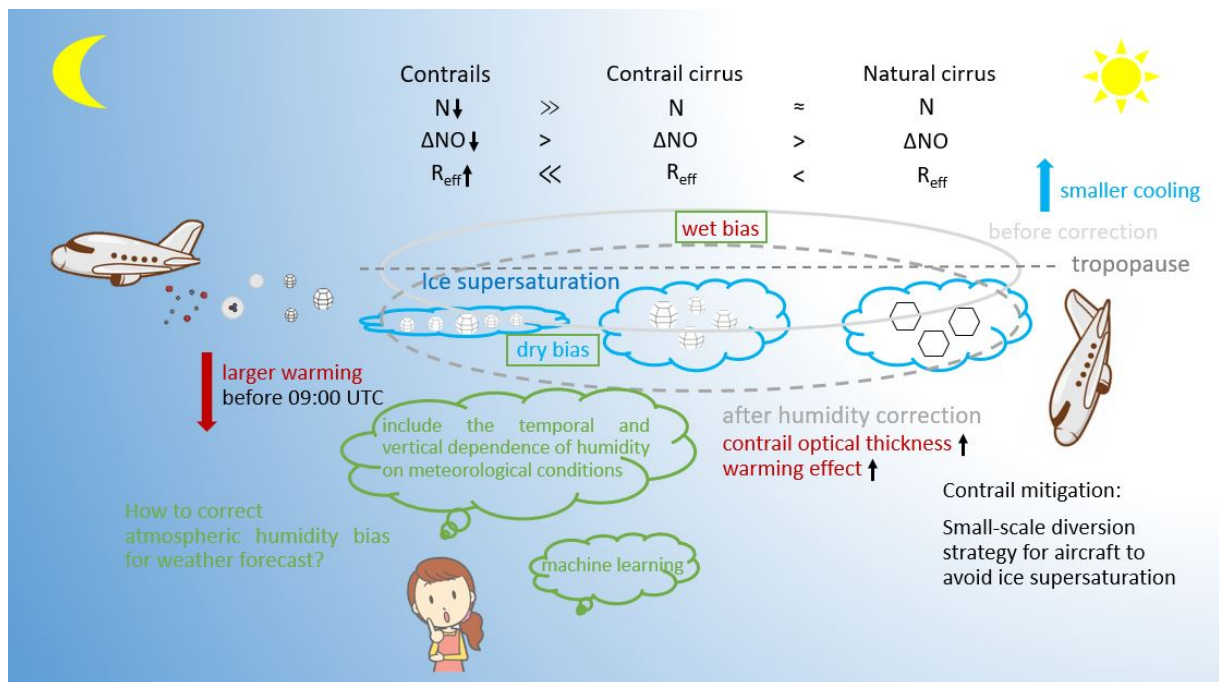 Contrails Contrail cirrus Natural cirrus
N↓ >> N ≈ N
ΔNO↓ > ΔNO > ΔNO
Reff↑ << Reff < Reff
smaller cooling
wet bias
before correction
tropopause
Ice supersaturation
dry bias
larger warming
before 09:00 UTC
include the temporal and
vertical dependence of humidity
on meteorological conditions
after humidity correction
contrail optical thickness ↑
warming effect ↑
Contrail mitigation:
Small-scale diversion
strategy for aircraft to
avoid ice supersaturation
How to correct
atmospheric humidity bias
for weather forecast?
machine learning